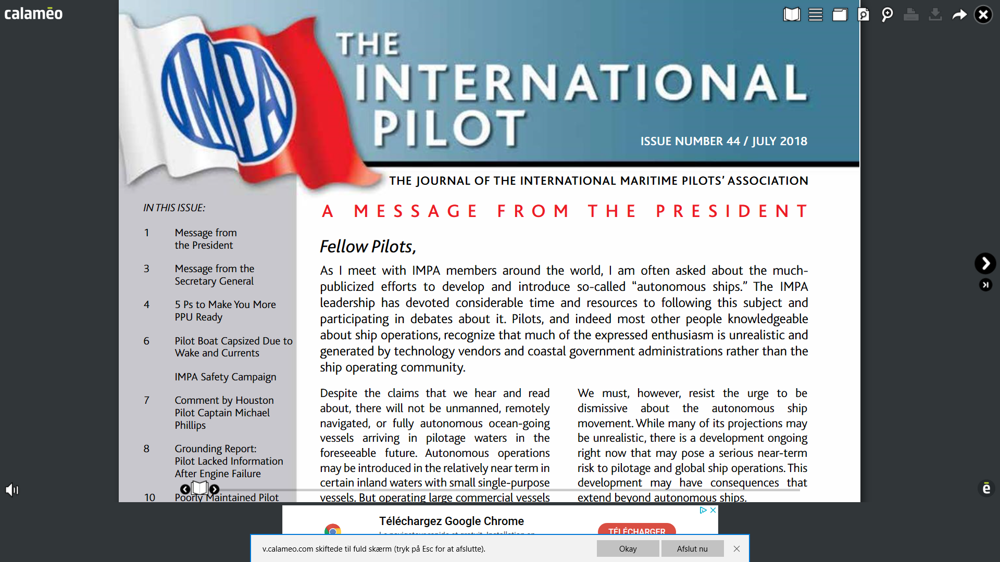 calamēo
IMPA
THE
INTERNATIONAL
PILOT
ISSUE NUMBER 44 / JULY 2018
THE JOURNAL OF THE INTERNATIONAL MARITIME PILOTS’ ASSOCIATION
IN THIS ISSUE:
1 Message from
the President
3 Message from the
Secretary General
4 5 Ps to Make You More
PPU Ready
6 Pilot Boat Capsized Due to
Wake and Currents
IMPA Safety Campaign
7 Comment by Houston
Pilot Captain Michael
Phillips
8 Grounding Report:
Pilot Lacked Information
After Engine Failure
10 Poorly Maintained Pilot
A MESSAGE FROM THE PRESIDENT
Fellow Pilots,
As I meet with IMPA members around the world, I am often asked about the much-
publicized efforts to develop and introduce so-called “autonomous ships.” The IMPA
leadership has devoted considerable time and resources to following this subject and
participating in debates about it. Pilots, and indeed most other people knowledgeable
about ship operations, recognize that much of the expressed enthusiasm is unrealistic and
generated by technology vendors and coastal government administrations rather than the
ship operating community.
Despite the claims that we hear and read
about, there will not be unmanned, remotely
navigated, or fully autonomous ocean-going
vessels arriving in pilotage waters in the
foreseeable future. Autonomous operations
may be introduced in the relatively near term in
certain inland waters with small single-purpose
vessels. But operating large commercial vessels
We must, however, resist the urge to be
dismissive about the autonomous ship
movement. While many of its projections may
be unrealistic, there is a development ongoing
right now that may pose a serious near-term
risk to pilotage and global ship operations. This
development may have consequences that
extend beyond autonomous ships.
ē
Téléchargez Google Chrome
TÉLÉCHARGER
v.calameo.com skiftede til fuld skærm (tryk på Esc for at afslutte).
Okay
Afslut nu